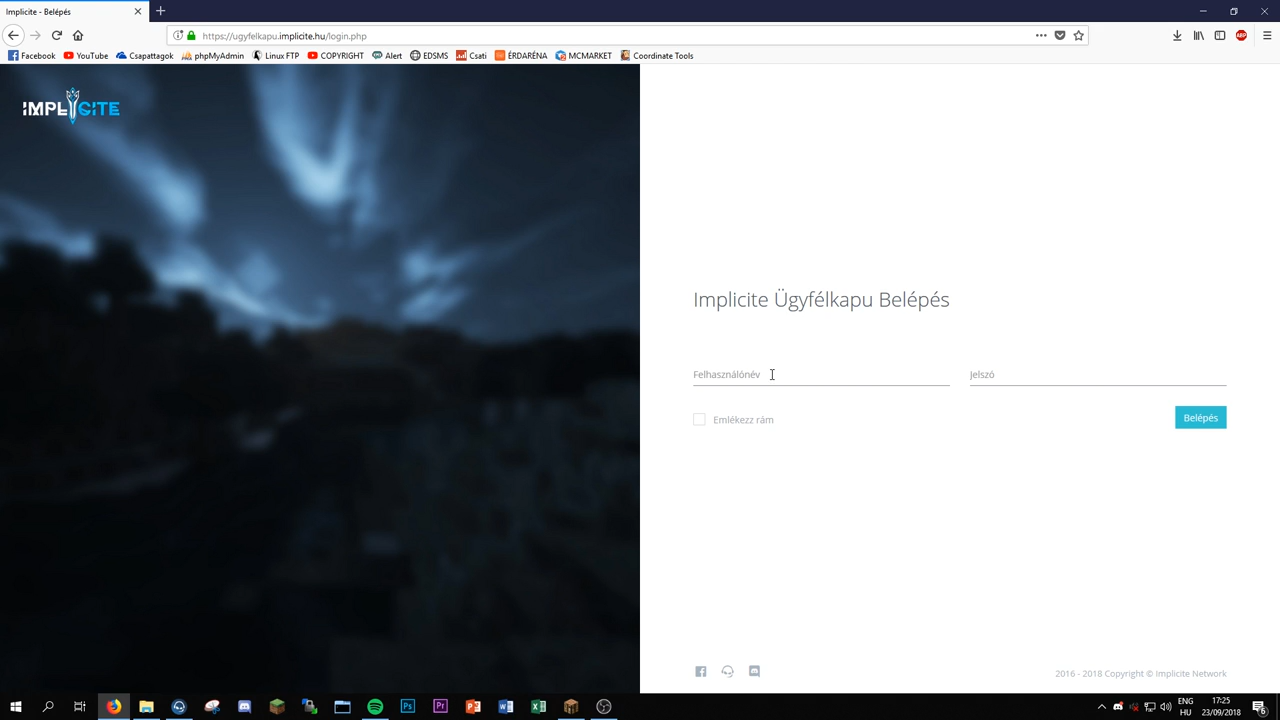 Implicite - Belépés
https://ugyfelkapu.implicite.hu/login.php
Facebook YouTube Csapattagok phpMyAdmin Linux FTP COPYRIGHT Alert EDSMS Csati ÉRDARÉNA MCMARKET Coordinate Tools
ABP
IMPLICITE
Implicite Ügyfélkapu Belépés
Felhasználónév Jelszó
Emlékezz rám Belépés
2016 - 2018 Copyright © Implicite Network
ENG 17:25
HU 23/09/2018
6